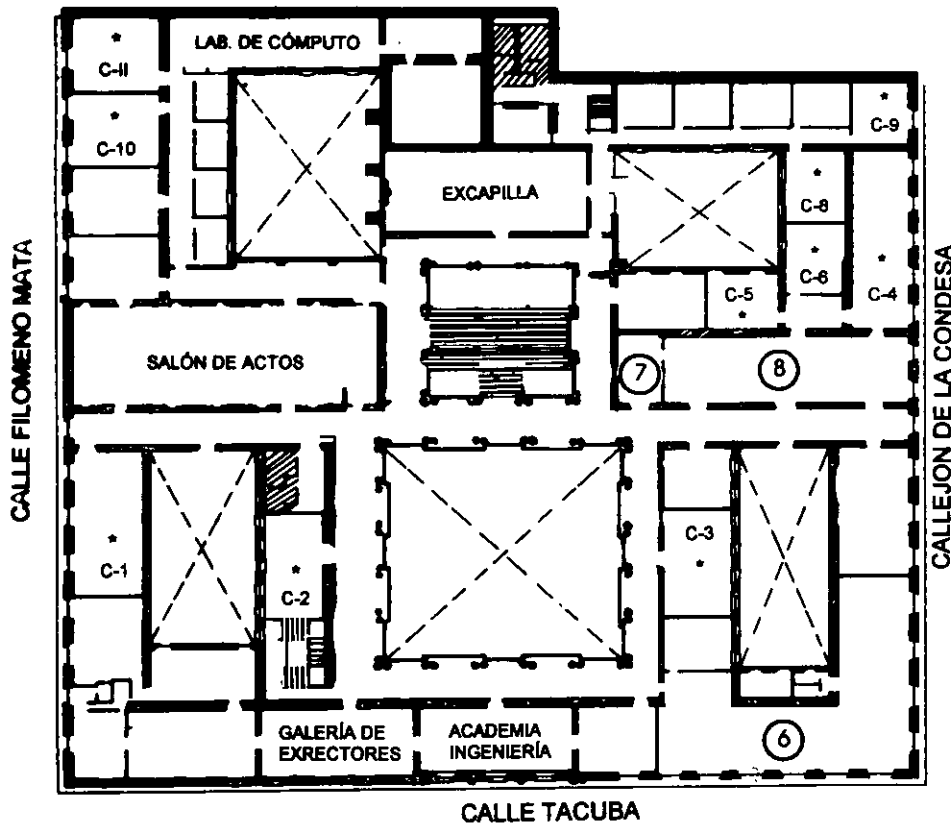 LAB. DE CÓMPUTO
* C-II
* C-10
* C-9
EXCAPILLA
* C-8
* C-6
* C-4
C-5 *
CALLE FILOMENO MATA
SALÓN DE ACTOS
7
8
CALLEJON DE LA CONDESA
* C-1
* C-2
C-3 *
GALERÍA DE
EXRECTORES
ACADEMIA
INGENIERÍA
6
CALLE TACUBA